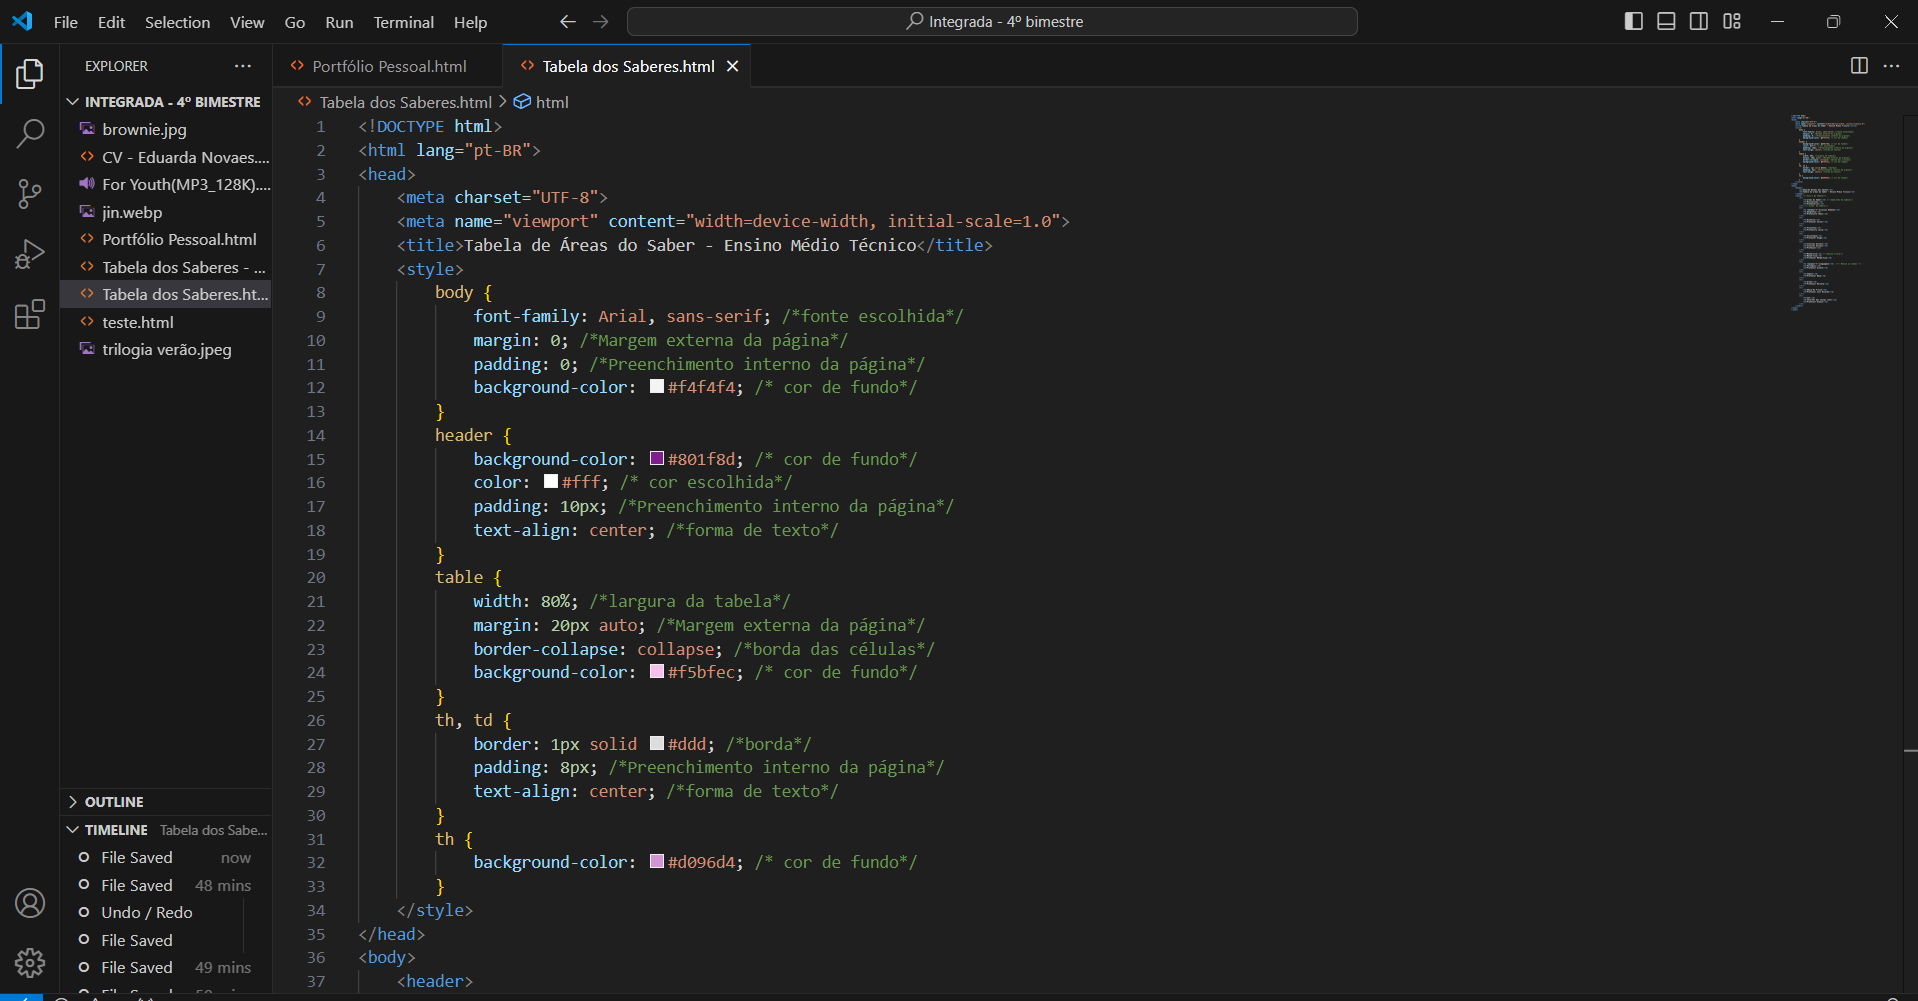 File Edit Selection View Go Run Terminal Help
Integrada - 4º bimestre
EXPLORER
INTEGRADA - 4º BIMESTRE
brownie.jpg
CV - Eduarda Novaes....
For Youth(MP3_128K)....
jin.webp
Portfólio Pessoal.html
Tabela dos Saberes - ...
Tabela dos Saberes.ht...
teste.html
trilogia verão.jpeg
OUTLINE
TIMELINE Tabela dos Sabe...
File Saved now
File Saved 48 mins
Undo / Redo
File Saved
File Saved 49 mins
Portfólio Pessoal.html
Tabela dos Saberes.html
Tabela dos Saberes.html > html
1 <!DOCTYPE html>
2 <html lang="pt-BR">
3 <head>
4 <meta charset="UTF-8">
5 <meta name="viewport" content="width=device-width, initial-scale=1.0">
6 <title>Tabela de Áreas do Saber - Ensino Médio Técnico</title>
7 <style>
8 body {
9 font-family: Arial, sans-serif; /*fonte escolhida*/
10 margin: 0; /*Margem externa da página*/
11 padding: 0; /*Preenchimento interno da página*/
12 background-color: #f4f4f4; /* cor de fundo*/
13 }
14 header {
15 background-color: #801f8d; /* cor de fundo*/
16 color: #fff; /* cor escolhida*/
17 padding: 10px; /*Preenchimento interno da página*/
18 text-align: center; /*forma de texto*/
19 }
20 table {
21 width: 80%; /*largura da tabela*/
22 margin: 20px auto; /*Margem externa da página*/
23 border-collapse: collapse; /*borda das células*/
24 background-color: #f5bfec; /* cor de fundo*/
25 }
26 th, td {
27 border: 1px solid #ddd; /*borda*/
28 padding: 8px; /*Preenchimento interno da página*/
29 text-align: center; /*forma de texto*/
30 }
31 th {
32 background-color: #d096d4; /* cor de fundo*/
33 }
34 </style>
35 </head>
36 <body>
37 <header>